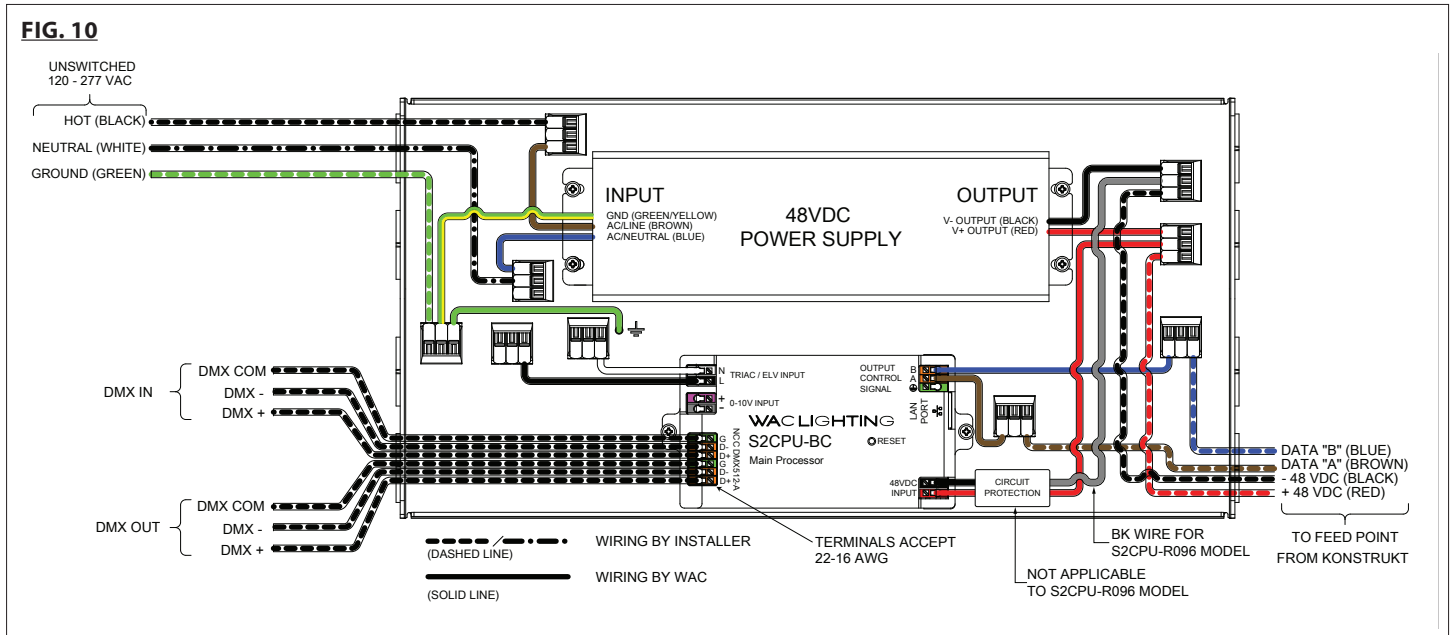 FIG. 10
UNSWITCHED
120 - 277 VAC
HOT (BLACK)
NEUTRAL (WHITE)
GROUND (GREEN)
INPUT
GND (GREEN/YELLOW)
AC/LINE (BROWN)
AC/NEUTRAL (BLUE)
48VDC
POWER SUPPLY
OUTPUT
V- OUTPUT (BLACK)
V+ OUTPUT (RED)
DMX IN
DMX COM
DMX -
DMX +
DMX OUT
DMX COM
DMX -
DMX +
N
L
TRIAC / ELV INPUT
+
-
0-10V INPUT
G
D-
D+
G
D-
D+
NCC DMX512-A
WAC LIGHTING
S2CPU-BC
Main Processor
RESET
OUTPUT
CONTROL
SIGNAL
B
A
LAN
PORT
48VDC
INPUT
CIRCUIT
PROTECTION
DATA "B" (BLUE)
DATA "A" (BROWN)
- 48 VDC (BLACK)
+ 48 VDC (RED)
TO FEED POINT
FROM KONSTRUKT
BK WIRE FOR
S2CPU-R096 MODEL
NOT APPLICABLE
TO S2CPU-R096 MODEL
TERMINALS ACCEPT
22-16 AWG
(DASHED LINE)
WIRING BY INSTALLER
WIRING BY WAC
(SOLID LINE)